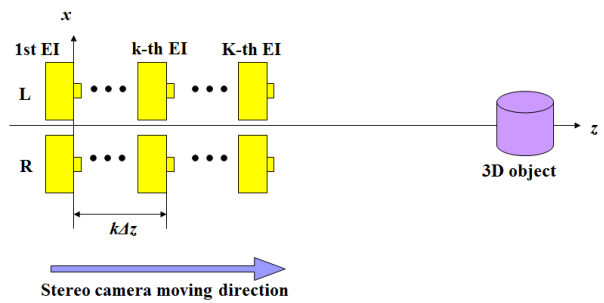 x
1st EI k-th EI K-th EI
L
z
R
3D object
kΔz
Stereo camera moving direction